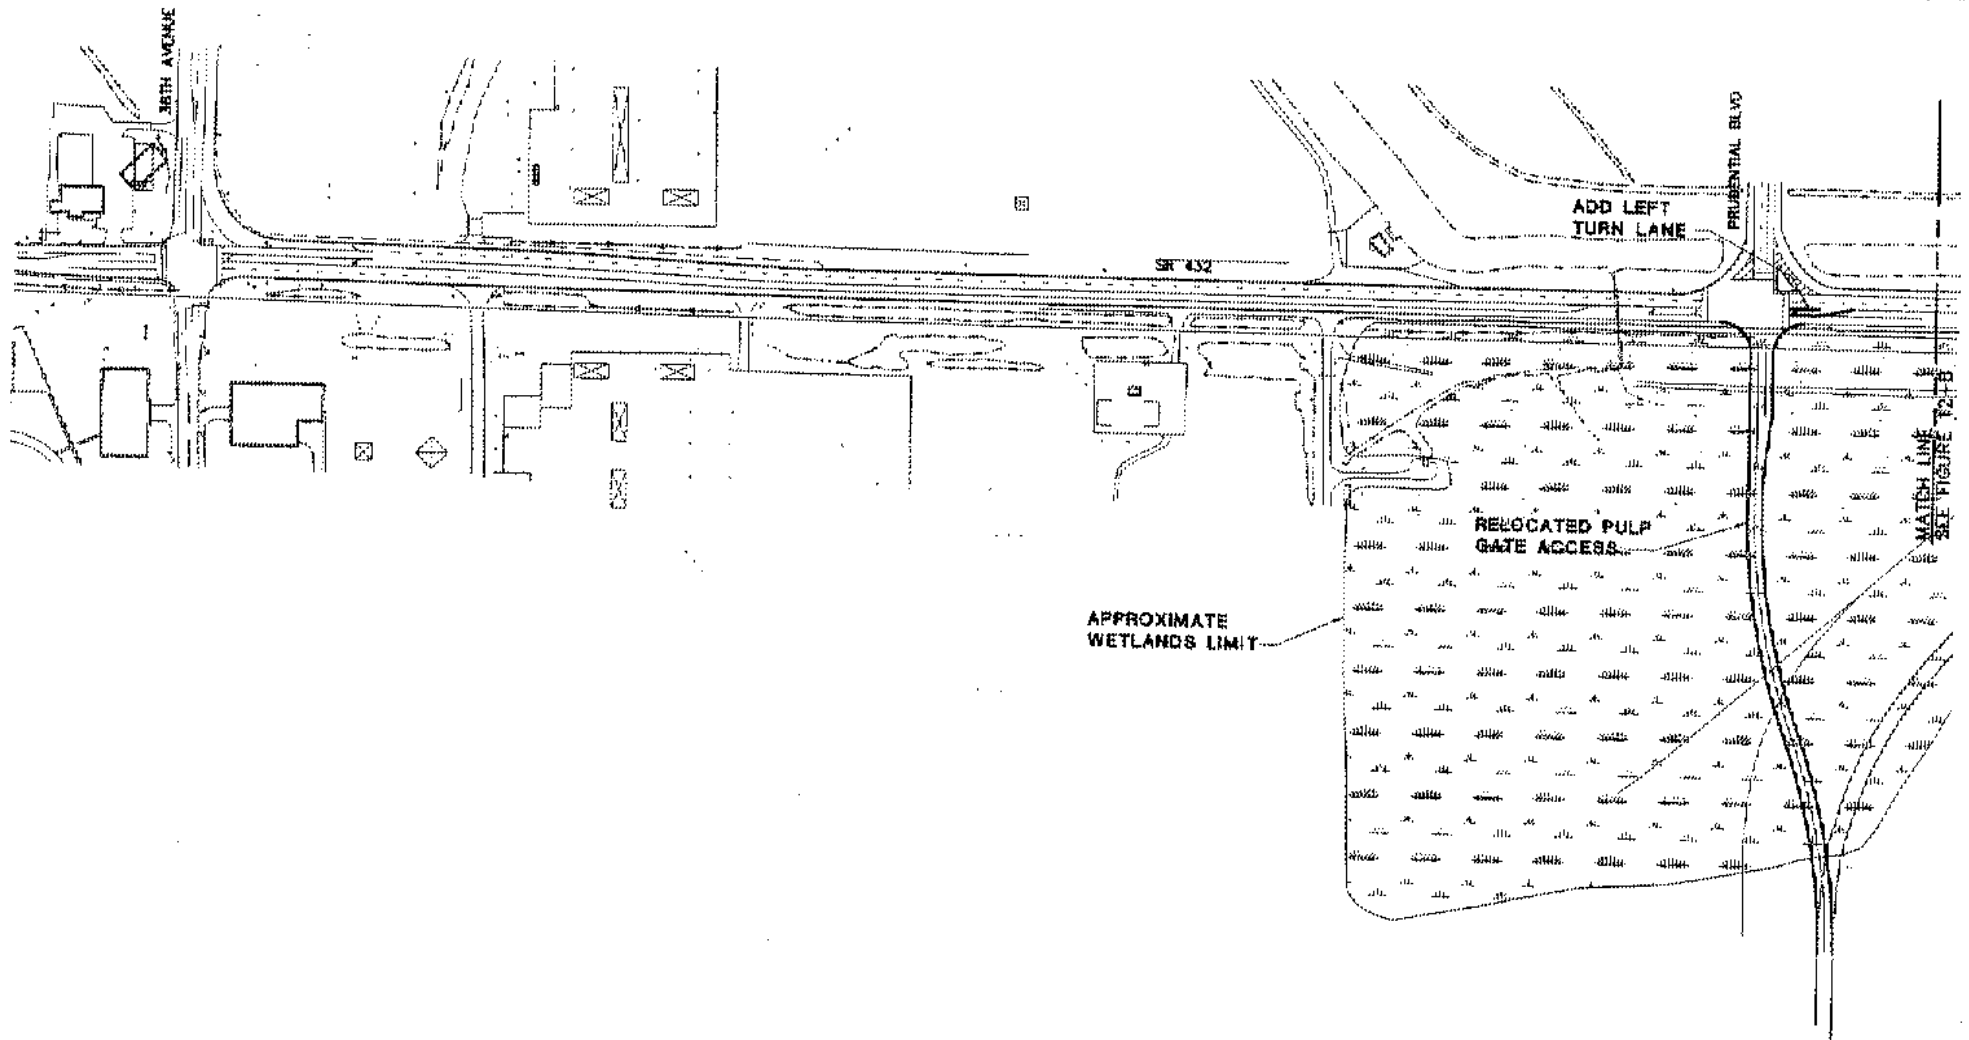 38TH AVENUE
SR 432
ADD LEFT
TURN LANE
PRUDENTIAL BLVD
MATCH LINE
SEE FIGURE T2-B
RELOCATED PULP
GATE ACCESS
APPROXIMATE
WETLANDS LIMIT